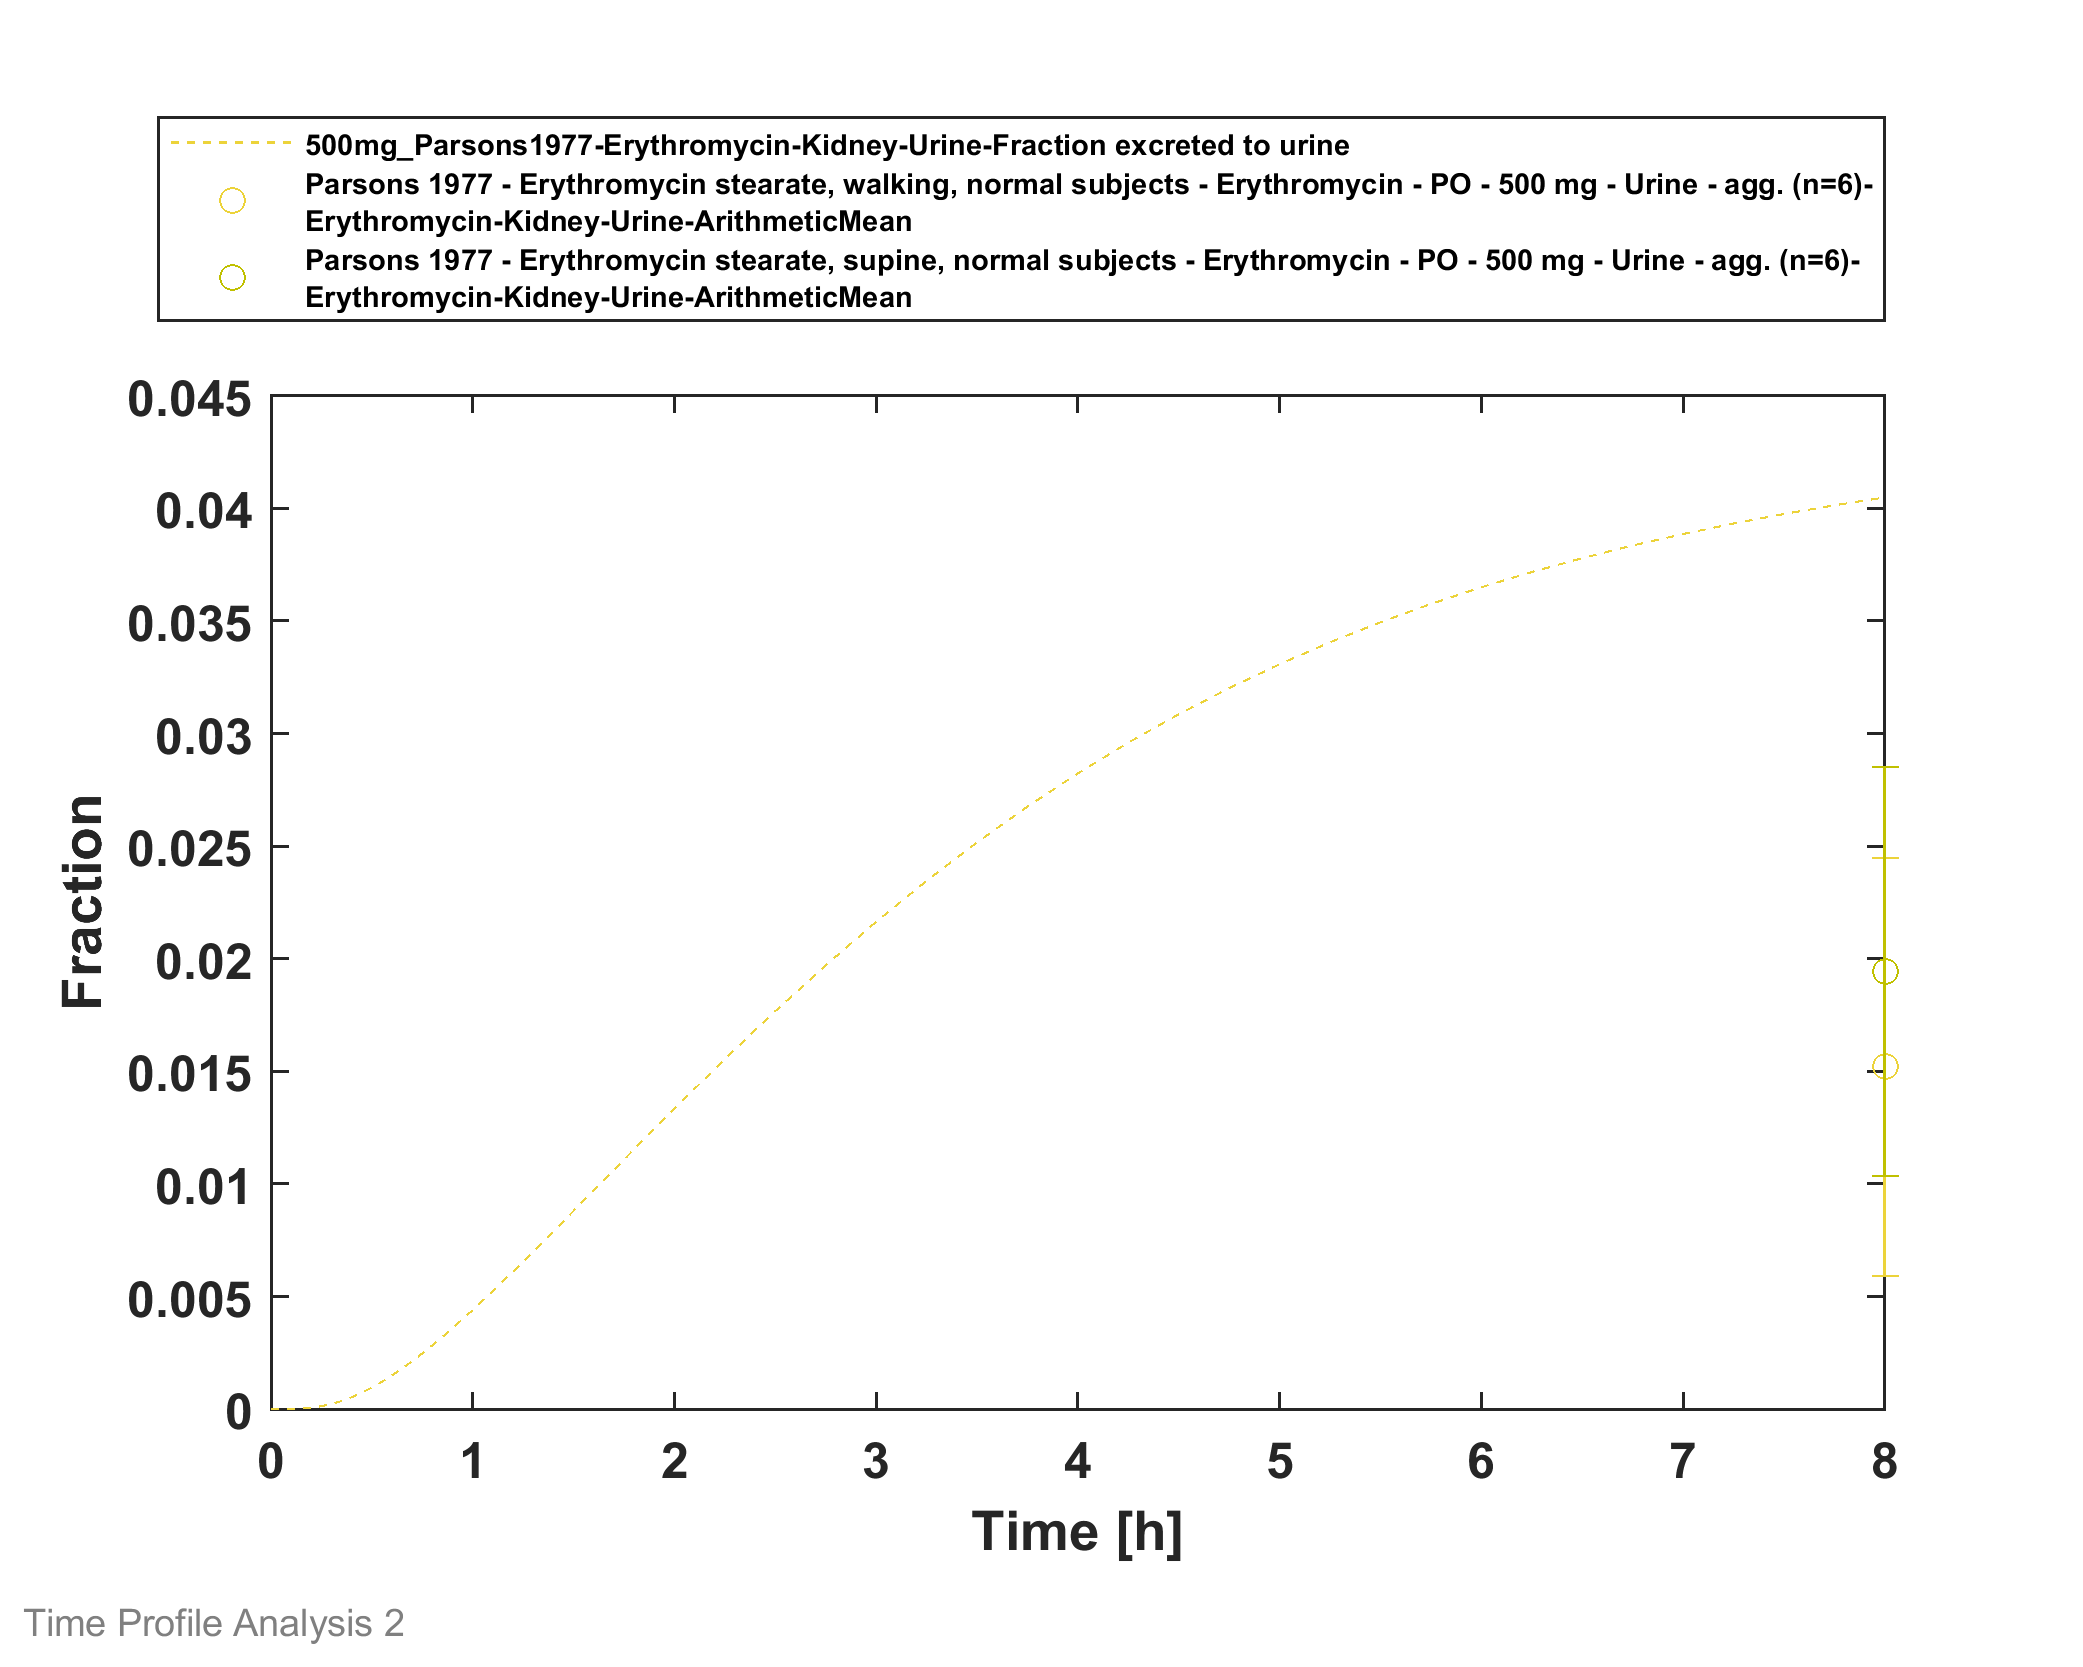 500mg_Parsons1977-Erythromycin-Kidney-Urine-Fraction excreted to urine
Parsons 1977 - Erythromycin stearate, walking, normal subjects - Erythromycin - PO - 500 mg - Urine - agg. (n=6)-
Erythromycin-Kidney-Urine-ArithmeticMean
Parsons 1977 - Erythromycin stearate, supine, normal subjects - Erythromycin - PO - 500 mg - Urine - agg. (n=6)-
Erythromycin-Kidney-Urine-ArithmeticMean
0.045
0.04
0.035
0.03
0.025
0.02
0.015
0.01
0.005
0
Fraction
0 1 2 3 4 5 6 7 8
Time [h]
Time Profile Analysis 2